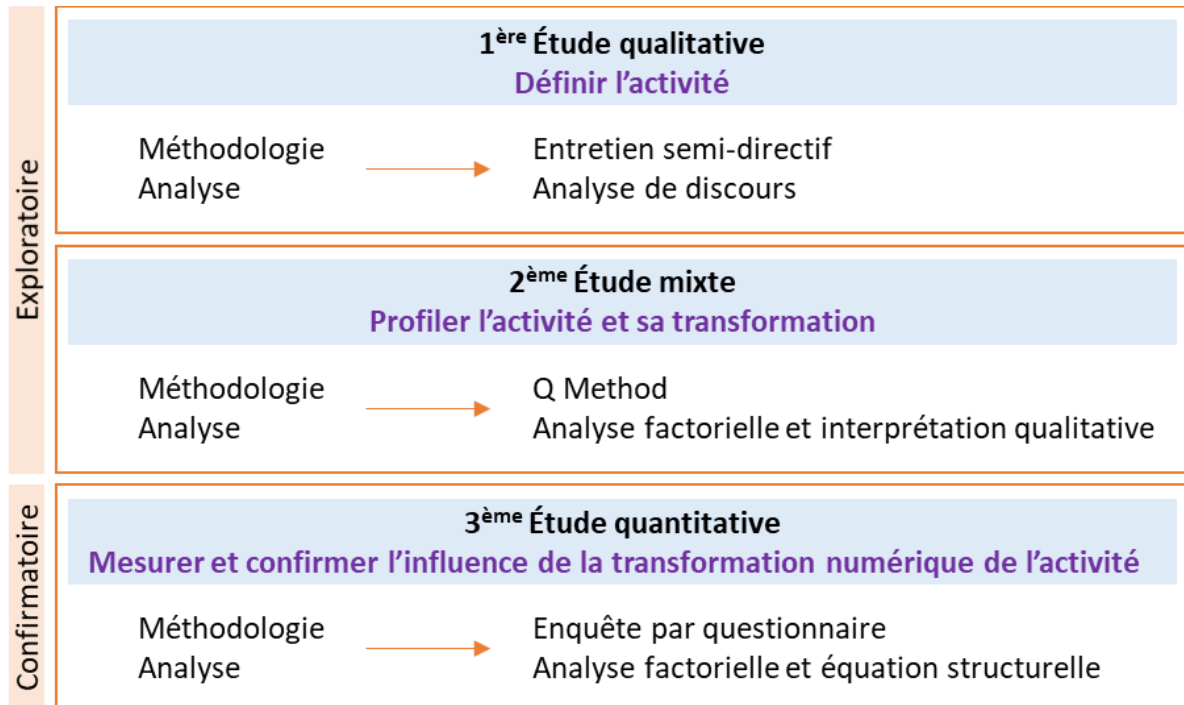 Exploratoire
1ère Étude qualitative
Définir l’activité
Méthodologie
Entretien semi-directif
Analyse
Analyse de discours
2ème Étude mixte
Profiler l’activité et sa transformation
Méthodologie
Q Method
Analyse
Analyse factorielle et interprétation qualitative
Confirmatoire
3ème Étude quantitative
Mesurer et confirmer l’influence de la transformation numérique de l’activité
Méthodologie
Enquête par questionnaire
Analyse
Analyse factorielle et équation structurelle